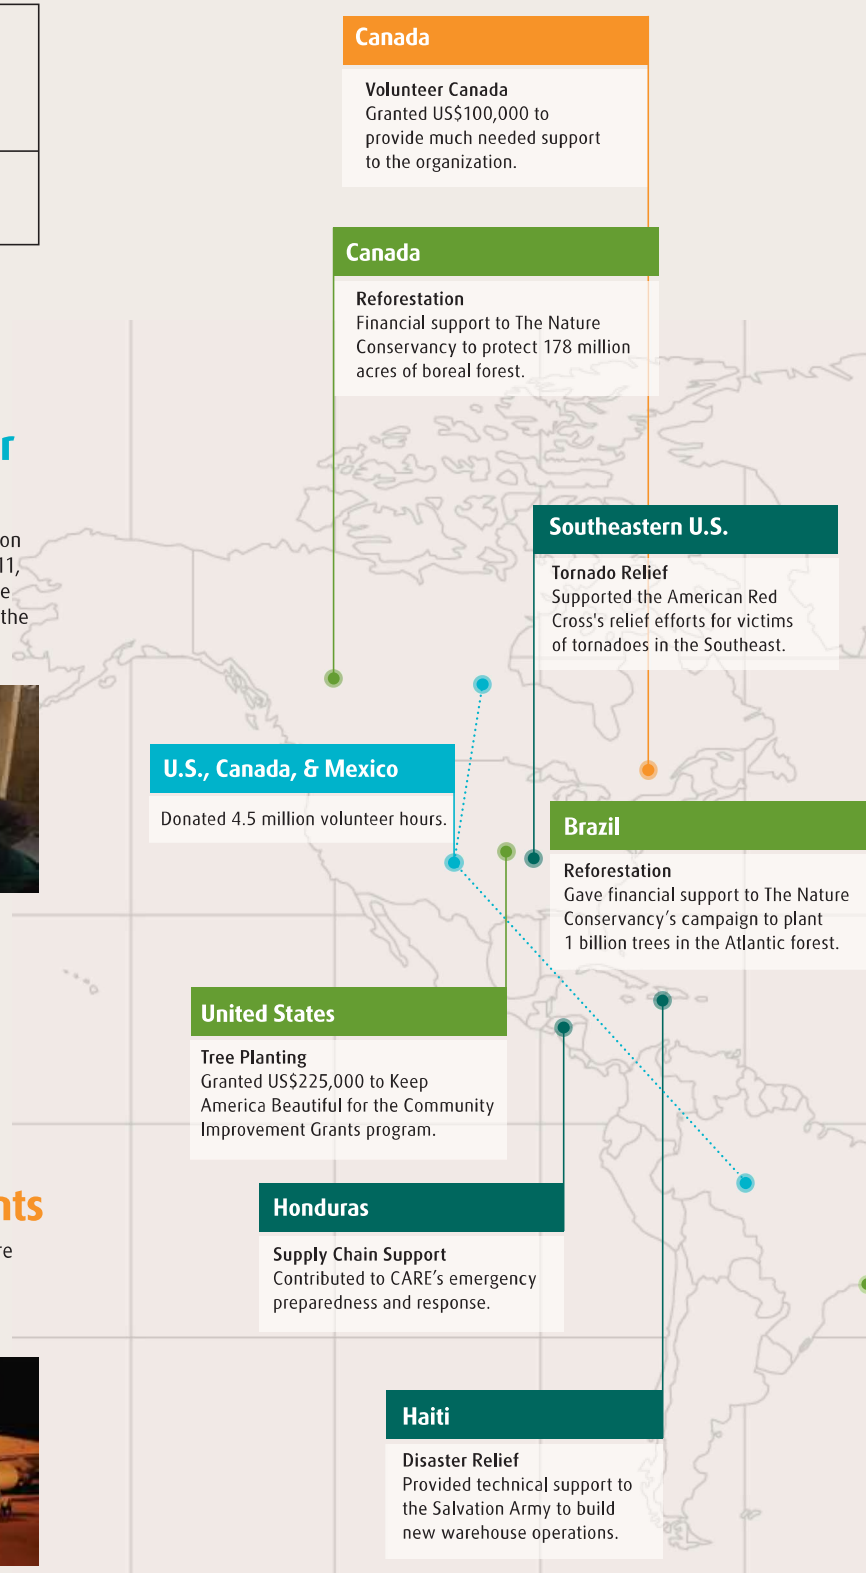 Canada
Volunteer Canada
Granted US$100,000 to
provide much needed support
to the organization.
Canada
Reforestation
Financial support to The Nature
Conservancy to protect 178 million
acres of boreal forest.
r
on
11,
e
the
Southeastern U.S.
Tornado Relief
Supported the American Red
Cross's relief efforts for victims
of tornadoes in the Southeast.
U.S., Canada, & Mexico
Donated 4.5 million volunteer hours.
Brazil
Reforestation
Gave financial support to The Nature
Conservancy’s campaign to plant
1 billion trees in the Atlantic forest.
United States
Tree Planting
Granted US$225,000 to Keep
America Beautiful for the Community
Improvement Grants program.
nts
re
Honduras
Supply Chain Support
Contributed to CARE’s emergency
preparedness and response.
Haiti
Disaster Relief
Provided technical support to
the Salvation Army to build
new warehouse operations.